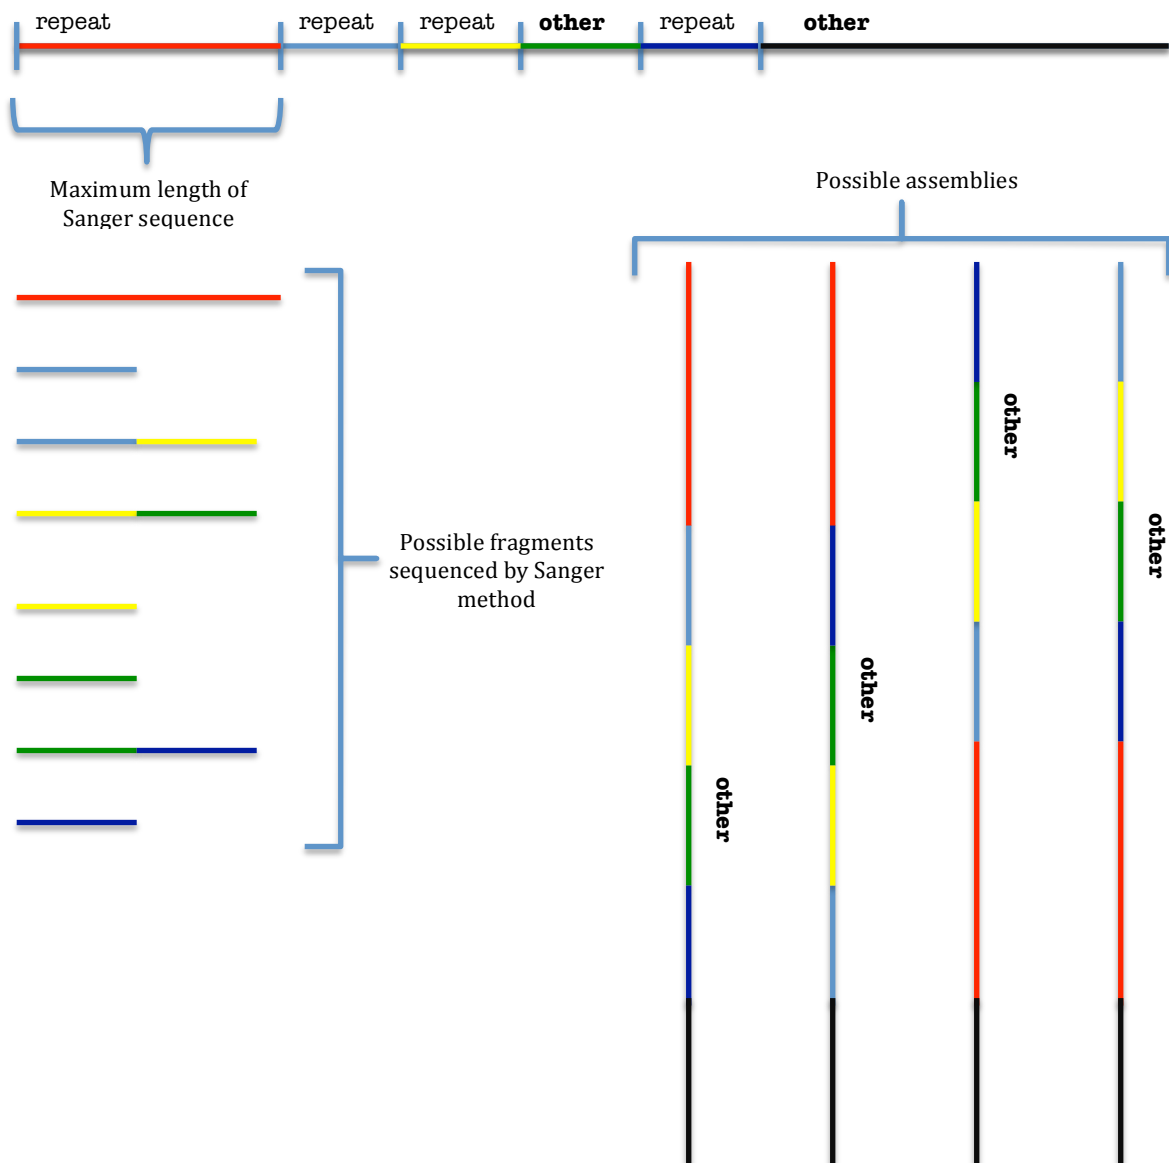 repeat repeat repeat other repeat other
Maximum length of
Sanger sequence
Possible assemblies
Possible fragments
sequenced by Sanger
method
other
other
other
other